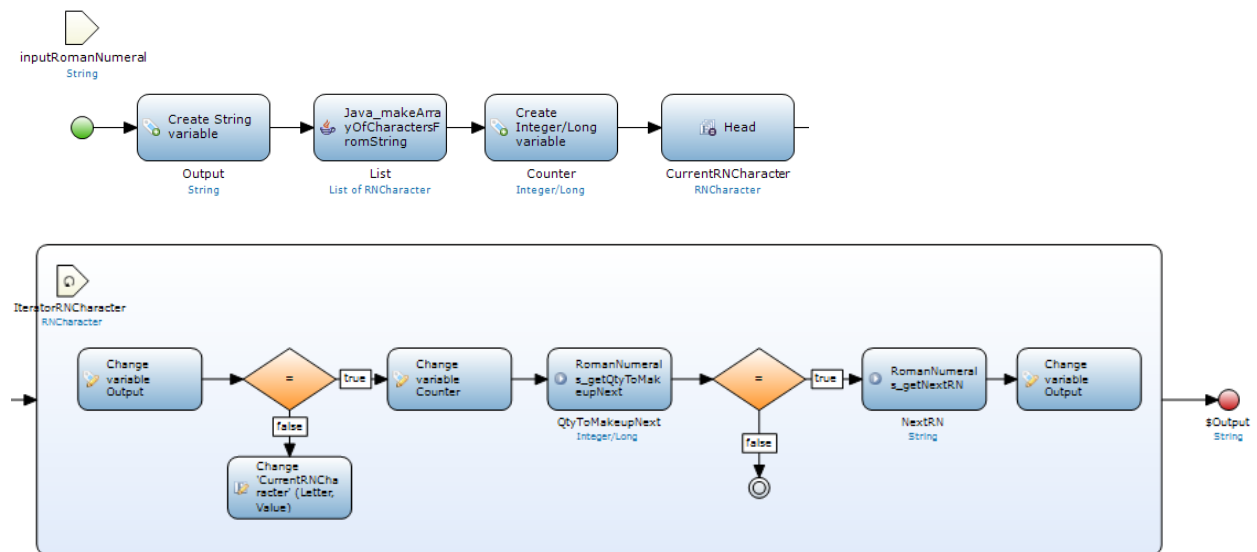 inputRomanNumeral
String
Create String
variable
Output
String
Java_makeArra
yOfCharactersF
romString
List
List of RNCharacter
Create
Integer/Long
variable
Counter
Integer/Long
Head
CurrentRNCharacter
RNCharacter
IteratorRNCharacter
RNCharacter
Change
variable
Output
=
true
false
Change
'CurrentRNCha
racter' (Letter,
Value)
Change
variable
Counter
RomanNumeral
s_getQtyToMak
eupNext
QtyToMakeupNext
Integer/Long
=
true
false
RomanNumeral
s_getNextRN
NextRN
String
Change
variable
Output
$Output
String